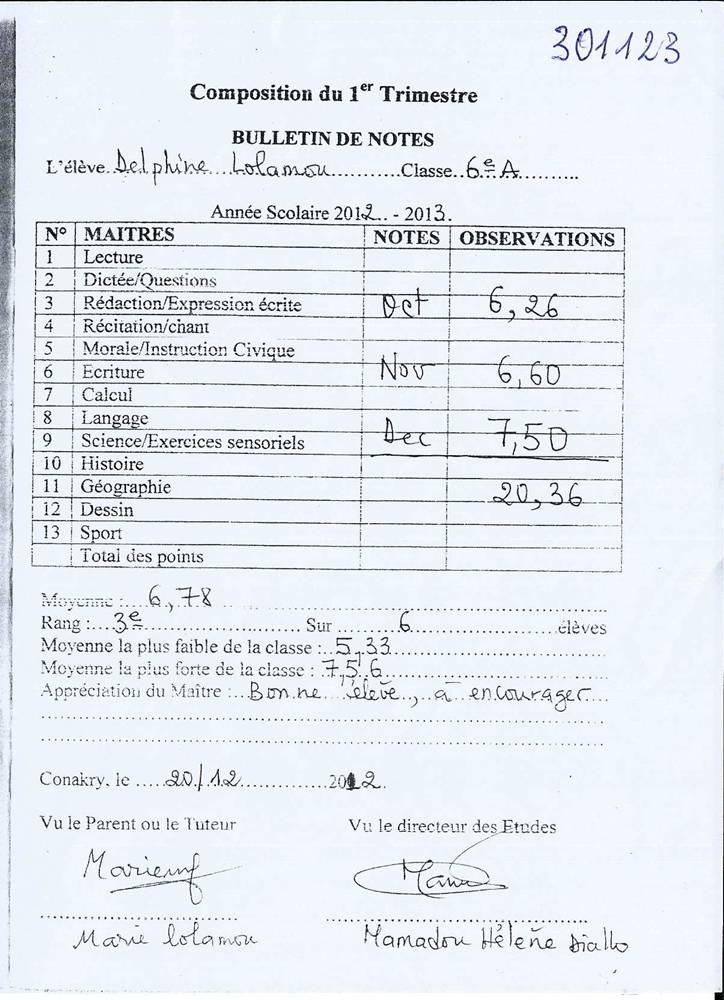 301123
Composition du 1er Trimestre
BULLETIN DE NOTES
L'élève..Delphine...Lolamou...........Classe..6e A..........
Année Scolaire 2012.. - 2013.
N° MAITRES NOTES OBSERVATIONS
1 Lecture
2 Dictée/Questions
3 Rédaction/Expression écrite Oct 6,26
4 Récitation/chant
5 Morale/Instruction Civique
6 Ecriture Nov 6,60
7 Calcul
8 Langage
9 Science/Exercices sensoriels Dec 7,50
10 Histoire
11 Géographie 20,36
12 Dessin
13 Sport
Total des points
Moyenne :....6,78
Rang :....3e........................ Sur ..........6......................élèves
Moyenne la plus faible de la classe :..5,33
Moyenne la plus forte de la classe : 7,56
Appréciation du Maître :...Bonne élève, à encourager...
Conakry, le .....20/12.............2012.
Vu le Parent ou le Tuteur Vu le directeur des Etudes
Marie Lolamou Mamadou Hélène Diallo